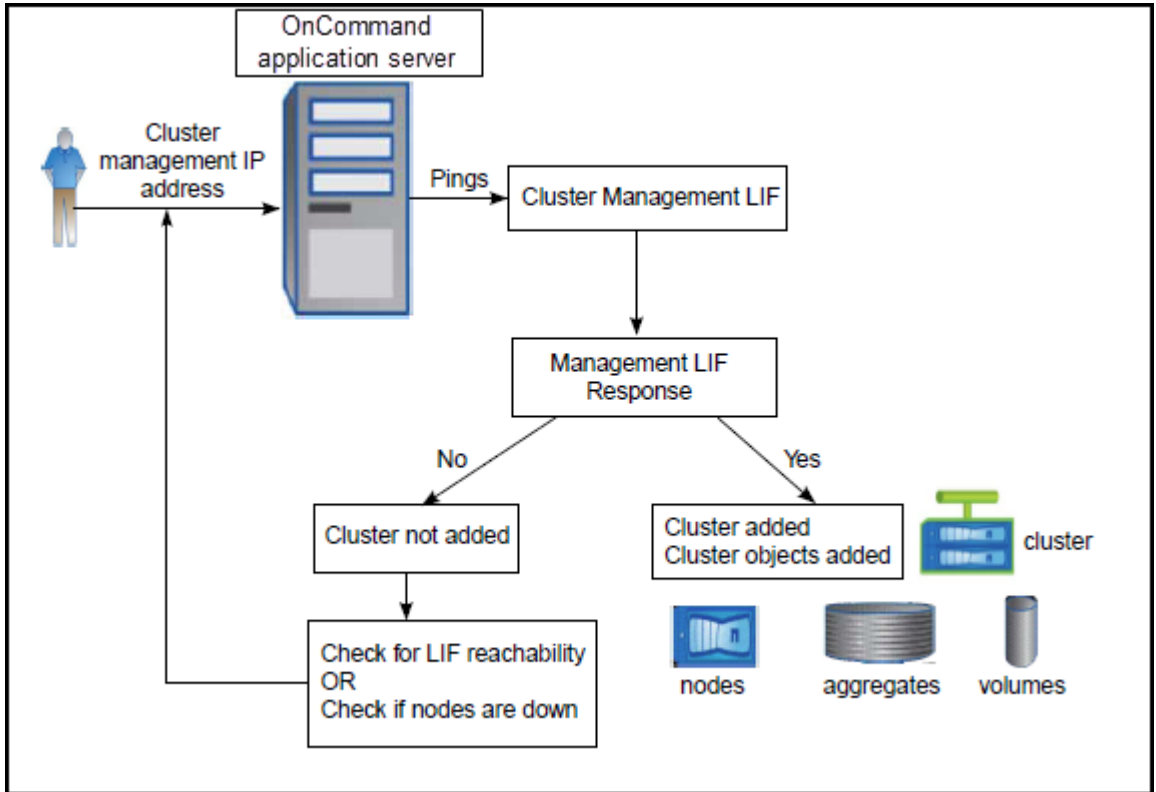 OnCommand
application server
Cluster
management IP
address
Pings
Cluster Management LIF
Management LIF
Response
No
Yes
Cluster not added
Cluster added
Cluster objects added
cluster
Check for LIF reachability
OR
Check if nodes are down
nodes
aggregates
volumes